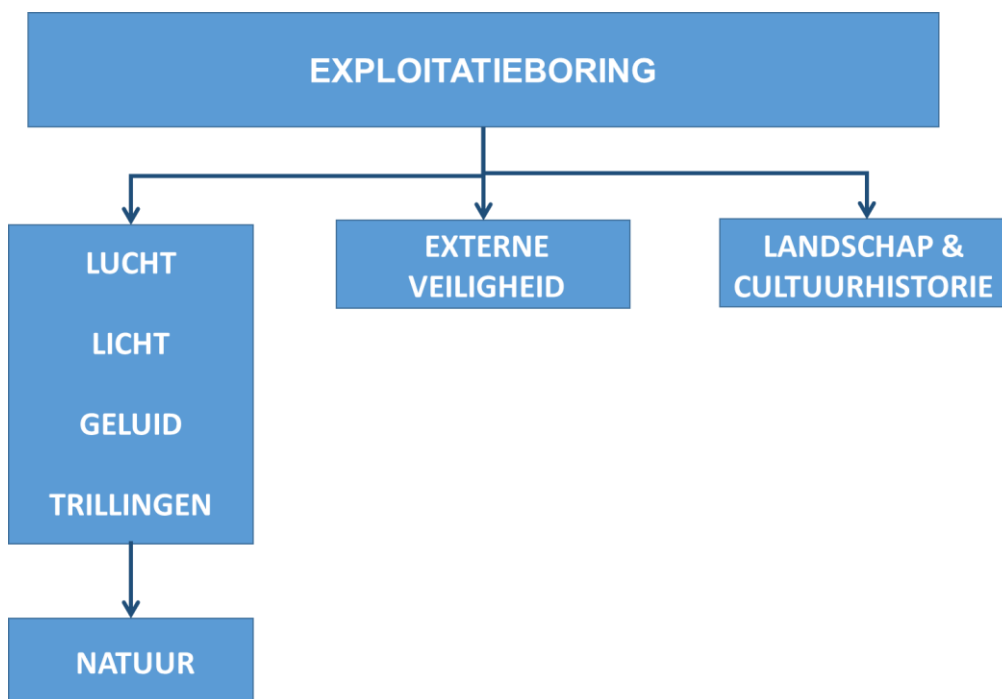 EXPLOITATIEBORING
LUCHT
LICHT
GELUID
TRILLINGEN
EXTERNE
VEILIGHEID
LANDSCHAP &
CULTUURHISTORIE
NATUUR